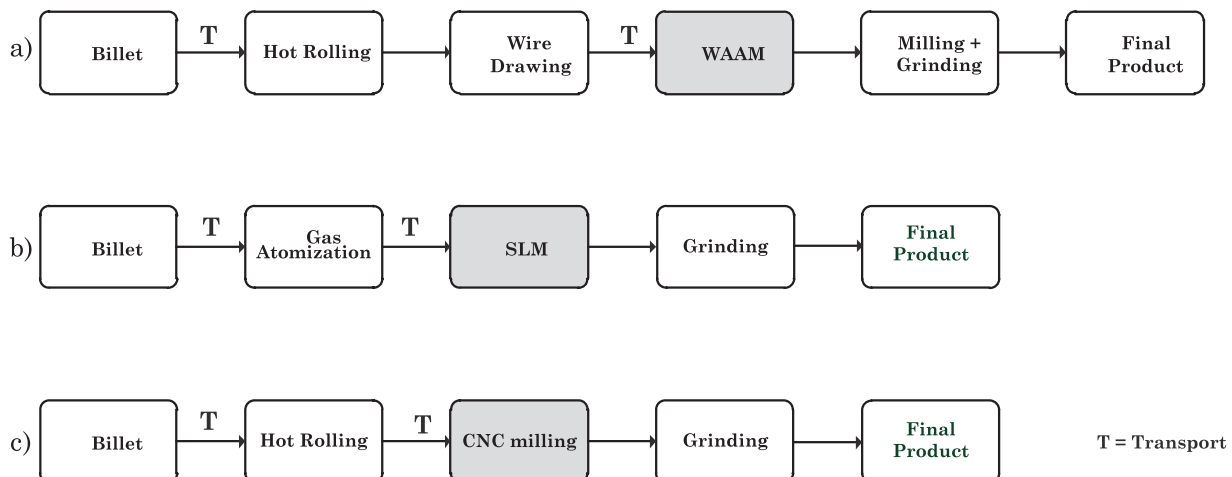 T T
a) Billet Hot Rolling Wire Drawing WAAM Milling + Grinding Final Product
T T
b) Billet Gas Atomization SLM Grinding Final Product
T T
c) Billet Hot Rolling CNC milling Grinding Final Product T = Transport